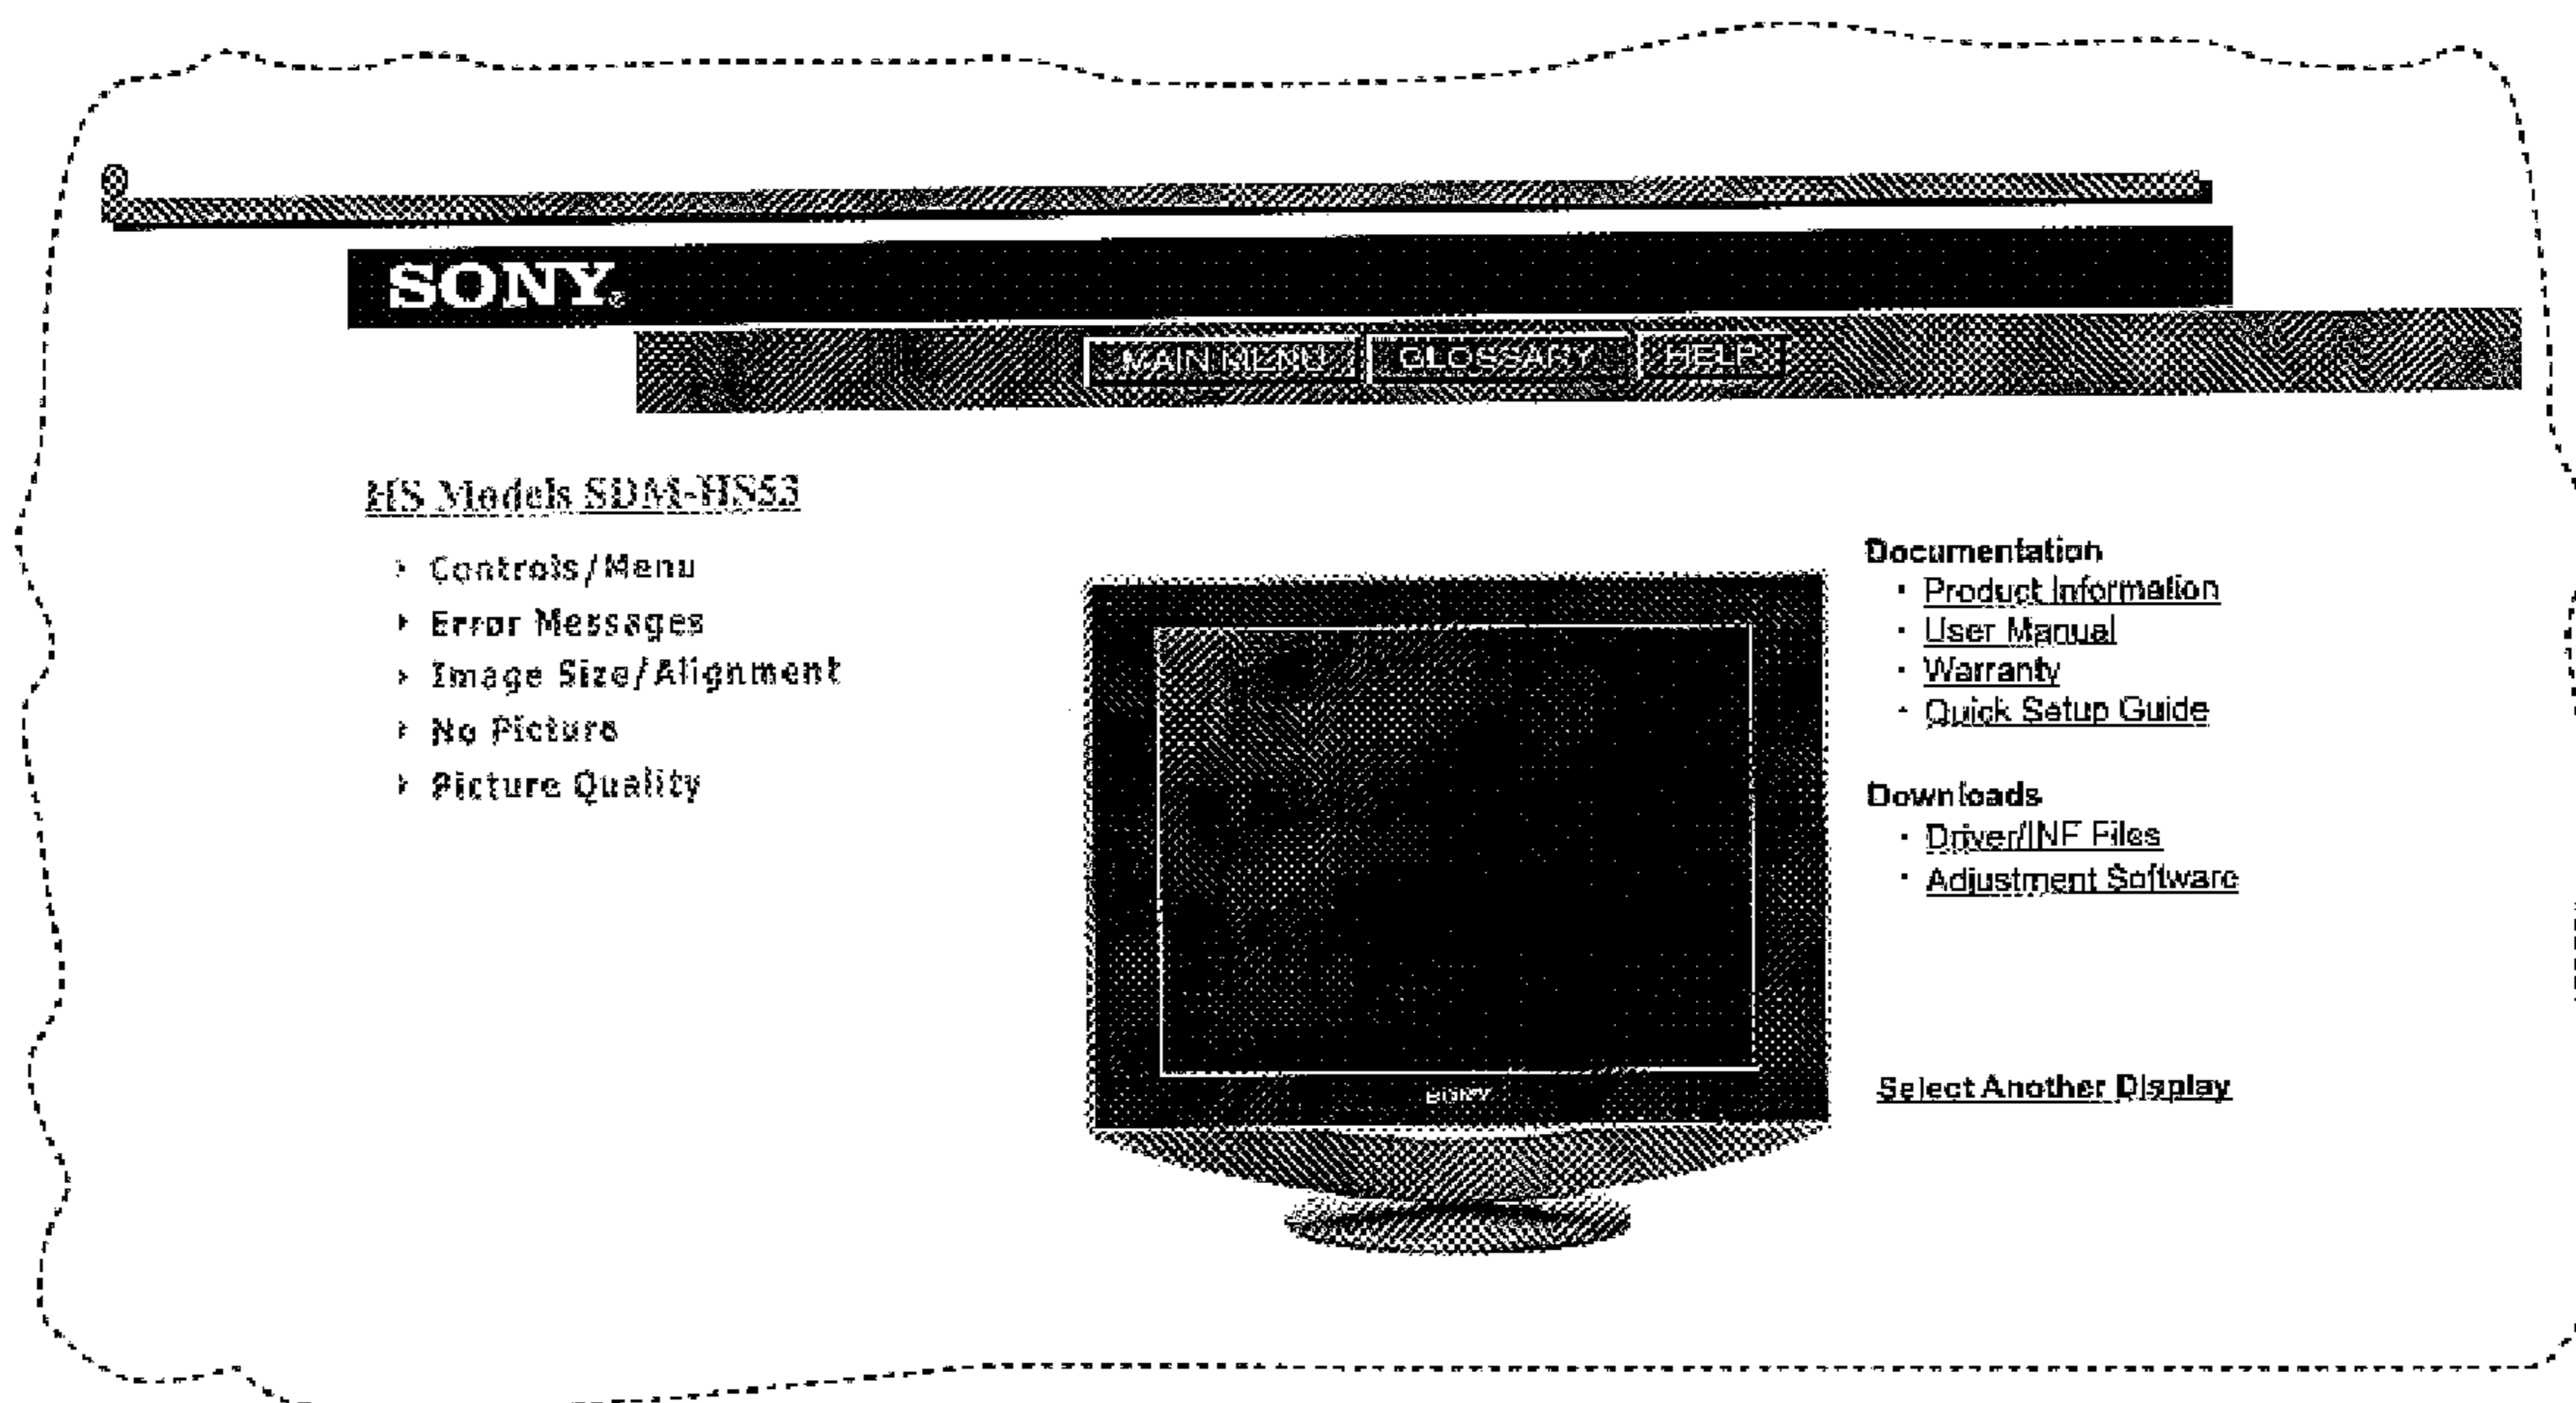 SONY®
MAIN MENU GLOSSARY HELP
HS Models SDM-HS53
Controls/Menu
Error Messages
Image Size/Alignment
No Picture
Picture Quality
SONY
Documentation
· Product Information
· User Manual
· Warranty
· Quick Setup Guide
Downloads
· Driver/INF Files
· Adjustment Software
Select Another Display